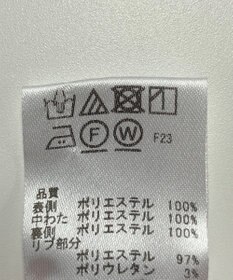 F W F23
品質
表側 ポリエステル 100%
中わた ポリエステル 100%
裏側 ポリエステル 100%
リブ部分
ポリエステル 97%
ポリウレタン 3%